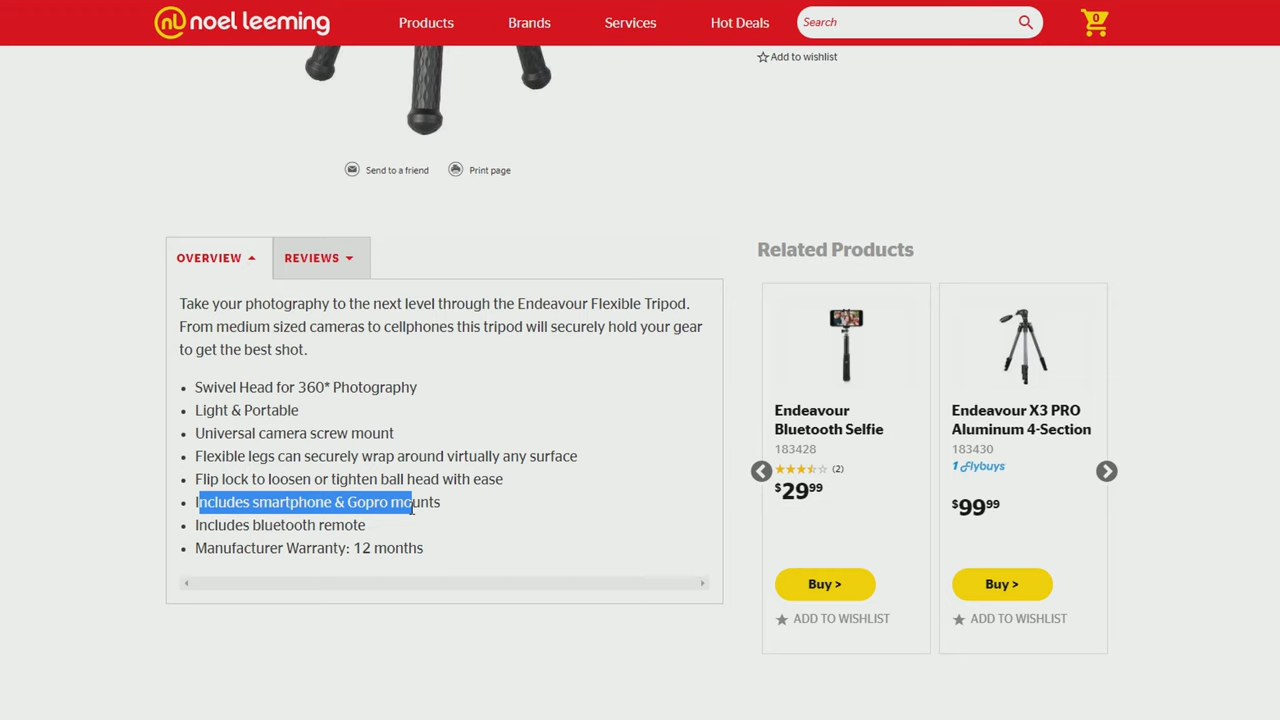 noel leeming
Products
Brands
Services
Hot Deals
Search
0
Add to wishlist
Send to a friend
Print page
OVERVIEW
REVIEWS
Take your photography to the next level through the Endeavour Flexible Tripod.
From medium sized cameras to cellphones this tripod will securely hold your gear
to get the best shot.
Swivel Head for 360* Photography
Light & Portable
Universal camera screw mount
Flexible legs can securely wrap around virtually any surface
Flip lock to loosen or tighten ball head with ease
Includes smartphone & Gopro mounts
Includes bluetooth remote
Manufacturer Warranty: 12 months
Related Products
Endeavour
Bluetooth Selfie
183428
(2)
$29.99
Buy >
ADD TO WISHLIST
Endeavour X3 PRO
Aluminum 4-Section
183430
1 Flybuys
$99.99
Buy >
ADD TO WISHLIST